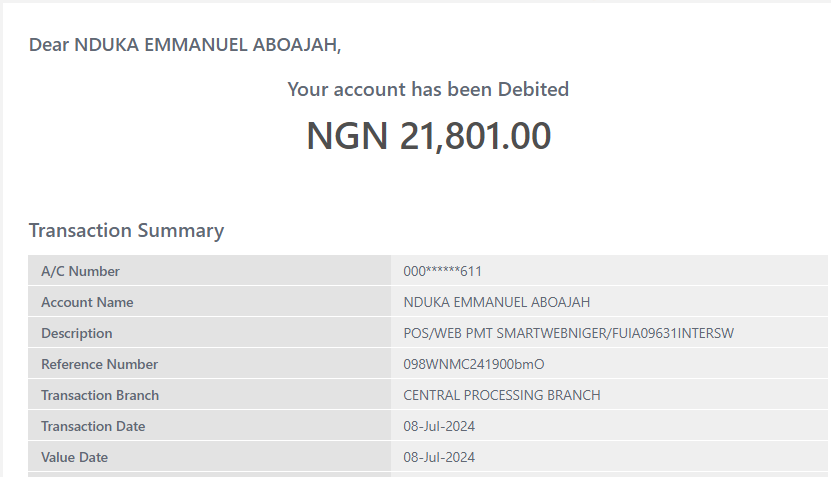 Dear NDUKA EMMANUEL ABOAJAH,
Your account has been Debited
NGN 21,801.00
Transaction Summary
A/C Number 000******611
Account Name NDUKA EMMANUEL ABOAJAH
Description POS/WEB PMT SMARTWEBNIGER/FUIA09631INTERSW
Reference Number 098WNMC241900bmO
Transaction Branch CENTRAL PROCESSING BRANCH
Transaction Date 08-Jul-2024
Value Date 08-Jul-2024